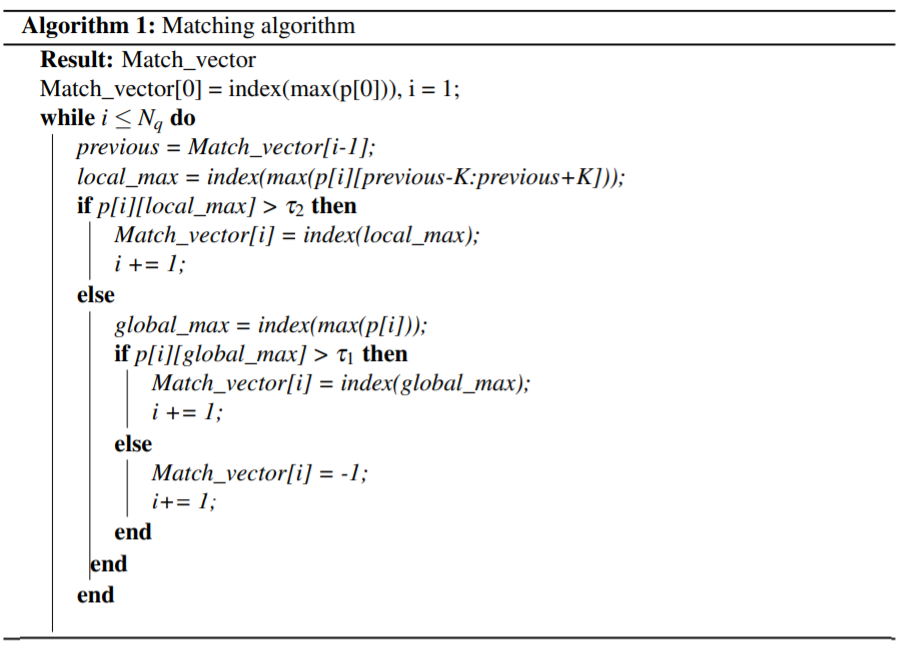 Algorithm 1: Matching algorithm
Result: Match_vector
Match_vector[0] = index(max(p[0])), i = 1;
while i ≤ N_q do
previous = Match_vector[i-1];
local_max = index(max(p[i][previous-K:previous+K]));
if p[i][local_max] > τ₂ then
Match_vector[i] = index(local_max);
i += 1;
else
global_max = index(max(p[i]));
if p[i][global_max] > τ₁ then
Match_vector[i] = index(global_max);
i += 1;
else
Match_vector[i] = -1;
i+= 1;
end
end
end